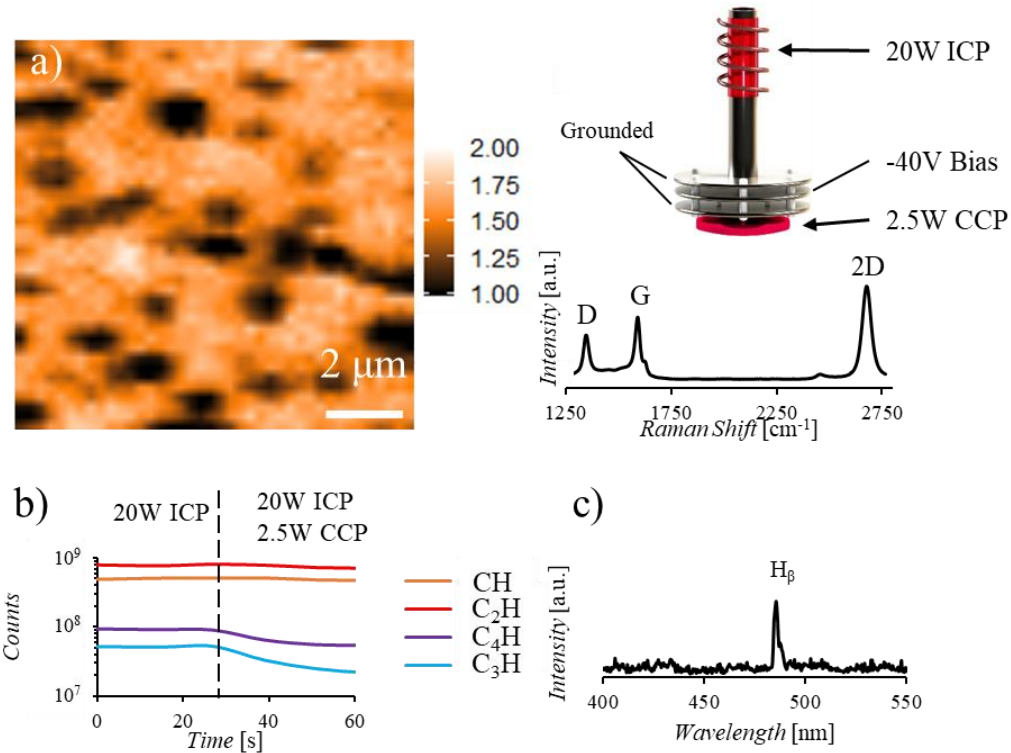 a)
2.00
1.75
1.50
1.25
1.00
2 μm
20W ICP
Grounded
-40V Bias
2.5W CCP
Intensity [a.u.]
D
G
2D
1250
1750
2250
2750
Raman Shift [cm-1]
b)
20W ICP
20W ICP
2.5W CCP
Counts
10⁹
10⁸
10⁷
0
20
40
60
Time [s]
CH
C₂H
C₄H
C₃H
c)
Intensity [a.u.]
Hβ
400
450
500
550
Wavelength [nm]